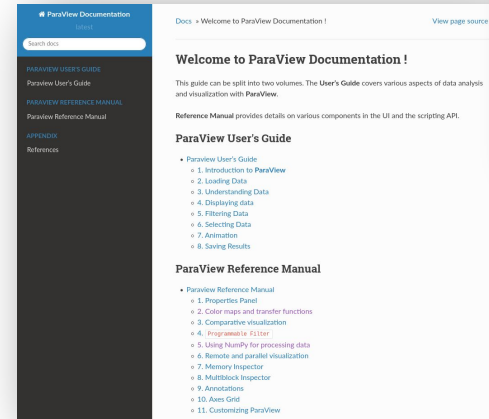 ParaView Documentation
latest
Search docs
PARAVIEW USER'S GUIDE
Paraview User's Guide
PARAVIEW REFERENCE MANUAL
Paraview Reference Manual
APPENDIX
References
Docs » Welcome to ParaView Documentation !
View page source
Welcome to ParaView Documentation !
This guide can be split into two volumes. The User's Guide covers various aspects of data analysis
and visualization with ParaView.
Reference Manual provides details on various components in the UI and the scripting API.
ParaView User's Guide
• Paraview User's Guide
1. Introduction to ParaView
2. Loading Data
3. Understanding Data
4. Displaying data
5. Filtering Data
6. Selecting Data
7. Animation
8. Saving Results
ParaView Reference Manual
• Paraview Reference Manual
1. Properties Panel
2. Color maps and transfer functions
3. Comparative visualization
4. Programmable Filter
5. Using NumPy for processing data
6. Remote and parallel visualization
7. Memory Inspector
8. Multiblock Inspector
9. Annotations
10. Axes Grid
11. Customizing ParaView